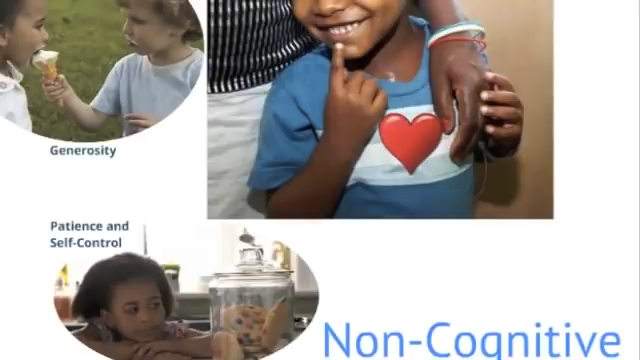 Generosity
Patience and
Self-Control
Non-Cognitive